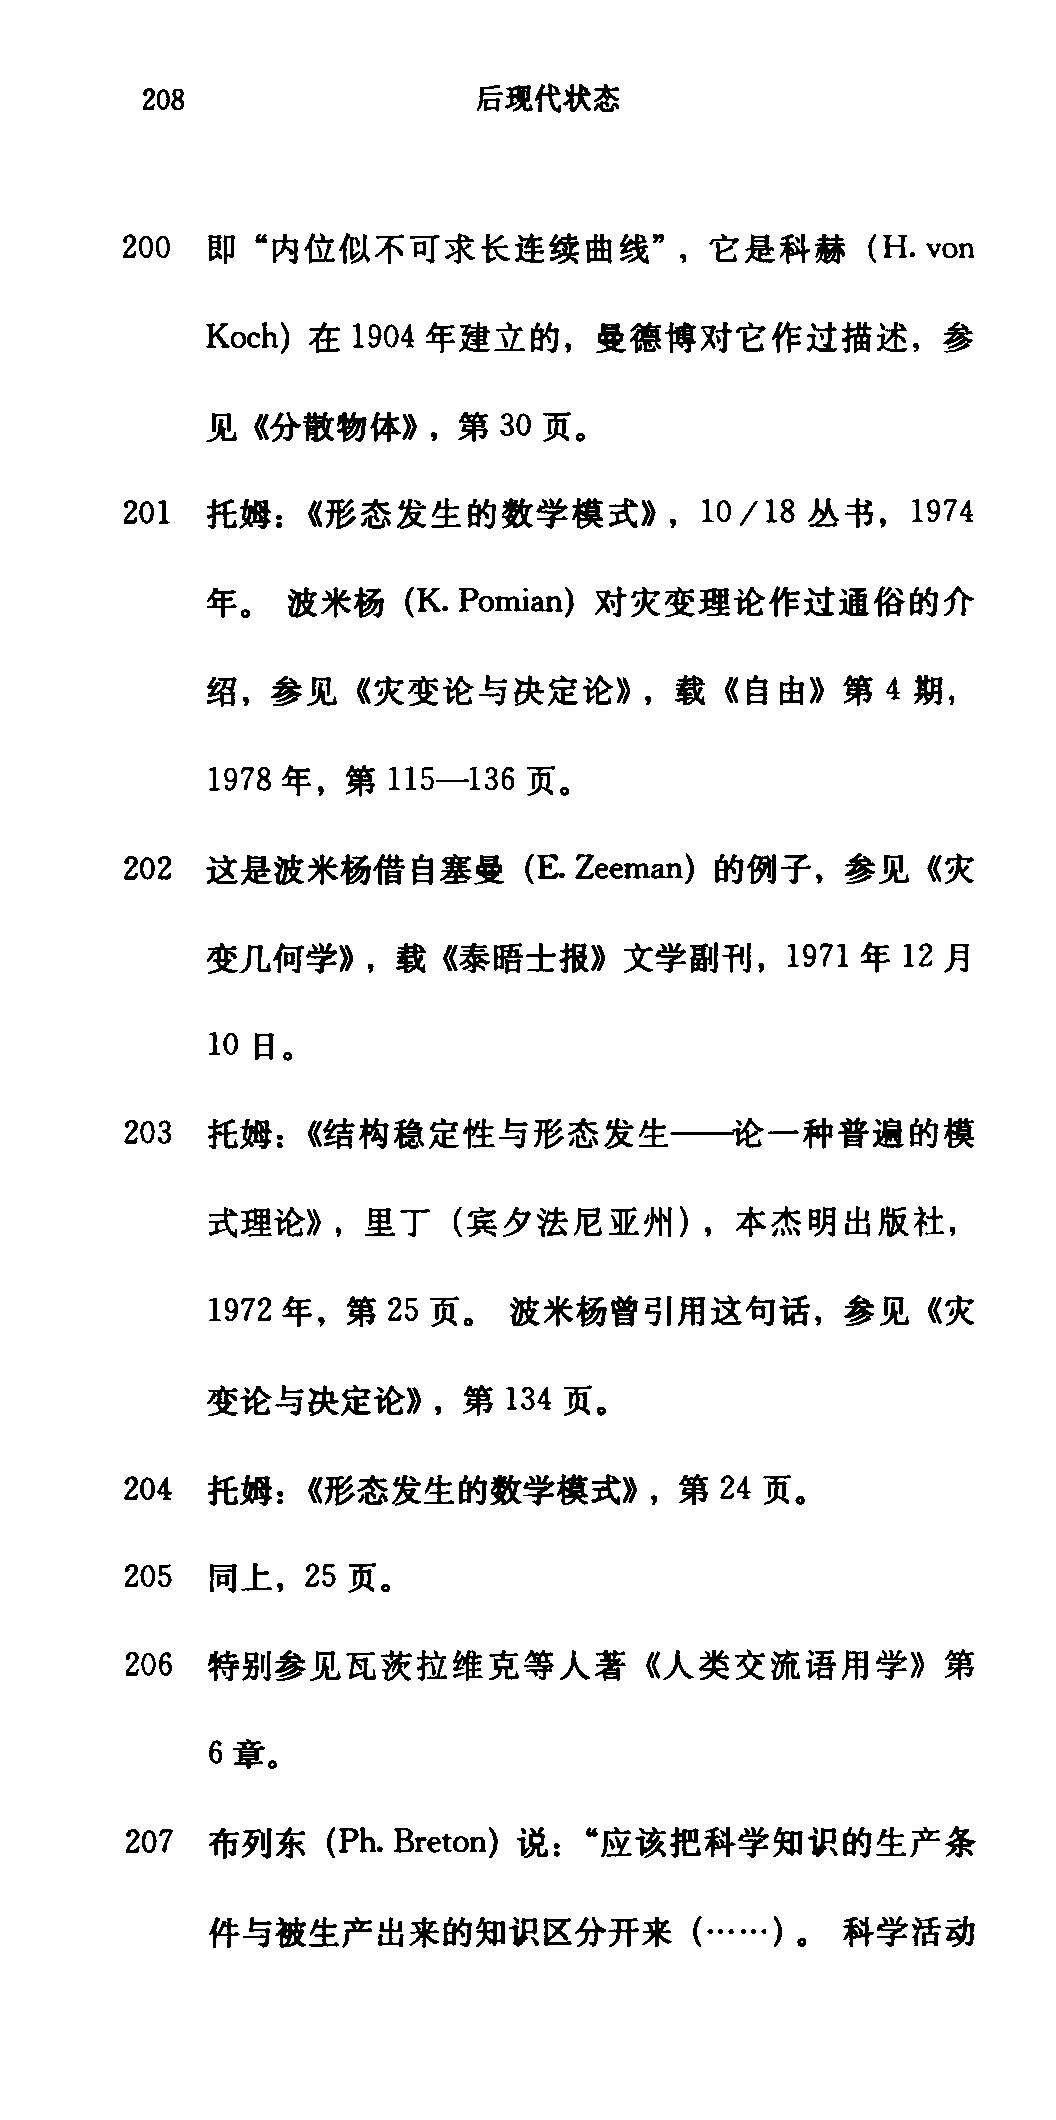 208 后现代状态
200 即“内位似不可求长连续曲线”，它是科赫（H. von
Koch）在 1904 年建立的，曼德博对它作过描述，参
见《分散物体》，第 30 页。
201 托姆：《形态发生的数学模式》，10／18 丛书，1974
年。 波米杨（K. Pomian）对灾变理论作过通俗的介
绍，参见《灾变论与决定论》，载《自由》第 4 期，
1978 年，第 115—136 页。
202 这是波米杨借自塞曼（E. Zeeman）的例子，参见《灾
变几何学》，载《泰晤士报》文学副刊，1971 年 12 月
10 日。
203 托姆：《结构稳定性与形态发生——论一种普遍的模
式理论》，里丁（宾夕法尼亚州），本杰明出版社，
1972 年，第 25 页。 波米杨曾引用这句话，参见《灾
变论与决定论》，第 134 页。
204 托姆：《形态发生的数学模式》，第 24 页。
205 同上，25 页。
206 特别参见瓦茨拉维克等人著《人类交流语用学》第
6 章。
207 布列东（Ph. Breton）说：“应该把科学知识的生产条
件与被生产出来的知识区分开来（……）。 科学活动